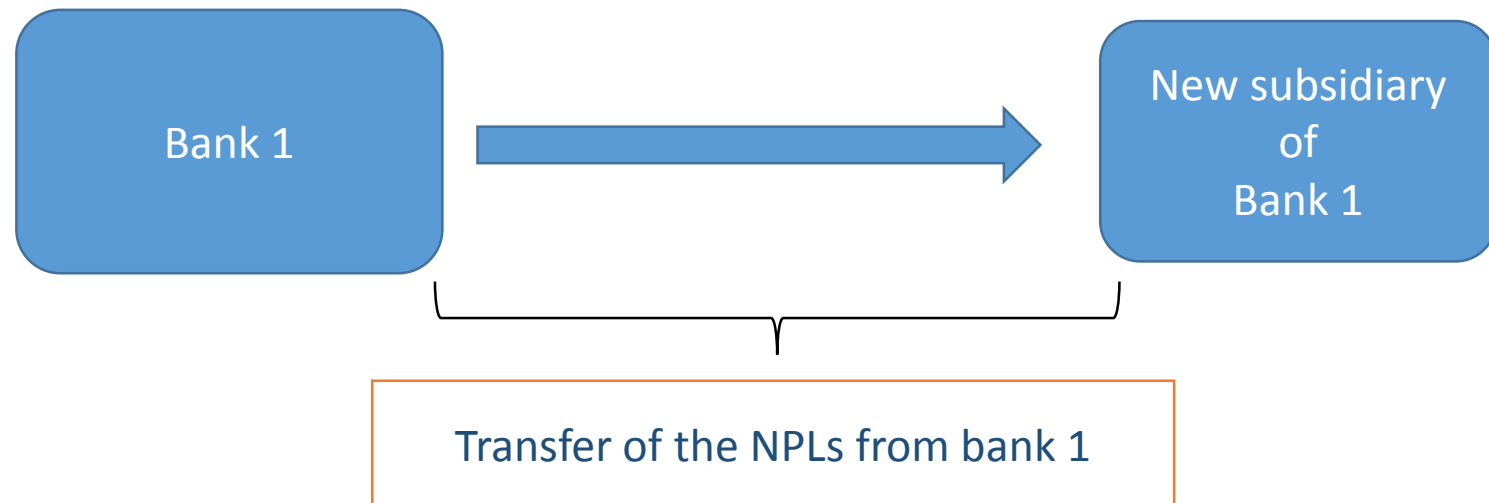 Bank 1
New subsidiary
of
Bank 1
Transfer of the NPLs from bank 1